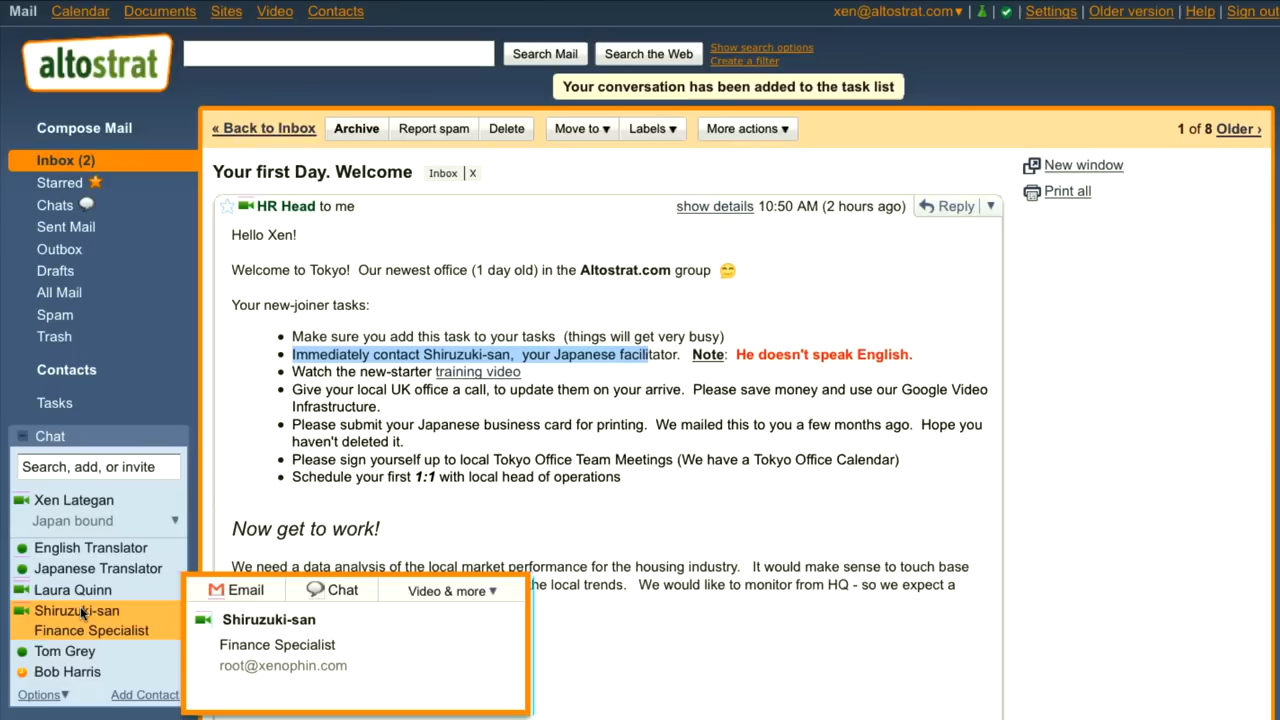 Mail Calendar Documents Sites Video Contacts
xen@altostrat.com▼ | | | Settings | Older version | Help | Sign out
altostrat
Search Mail
Search the Web
Show search options
Create a filter
Your conversation has been added to the task list
Compose Mail
Inbox (2)
Starred
Chats
Sent Mail
Outbox
Drafts
All Mail
Spam
Trash
Contacts
Tasks
Chat
Search, add, or invite
Xen Lategan
Japan bound ▼
English Translator
Japanese Translator
Laura Quinn
Shiruzuki-san
Finance Specialist
Tom Grey
Bob Harris
Options▼ Add Contact
« Back to Inbox Archive Report spam Delete Move to ▼ Labels ▼ More actions ▼ 1 of 8 Older ›
Your first Day. Welcome Inbox | X
New window
Print all
HR Head to me show details 10:50 AM (2 hours ago) Reply ▼
Hello Xen!
Welcome to Tokyo! Our newest office (1 day old) in the Altostrat.com group 😊
Your new-joiner tasks:
• Make sure you add this task to your tasks (things will get very busy)
• Immediately contact Shiruzuki-san, your Japanese facilitator. Note: He doesn't speak English.
• Watch the new-starter training video
• Give your local UK office a call, to update them on your arrive. Please save money and use our Google Video
Infrastructure.
• Please submit your Japanese business card for printing. We mailed this to you a few months ago. Hope you
haven't deleted it.
• Please sign yourself up to local Tokyo Office Team Meetings (We have a Tokyo Office Calendar)
• Schedule your first 1:1 with local head of operations
Now get to work!
We need a data analysis of the local market performance for the housing industry. It would make sense to touch base
the local trends. We would like to monitor from HQ - so we expect a
Email Chat Video & more ▼
Shiruzuki-san
Finance Specialist
root@xenophin.com